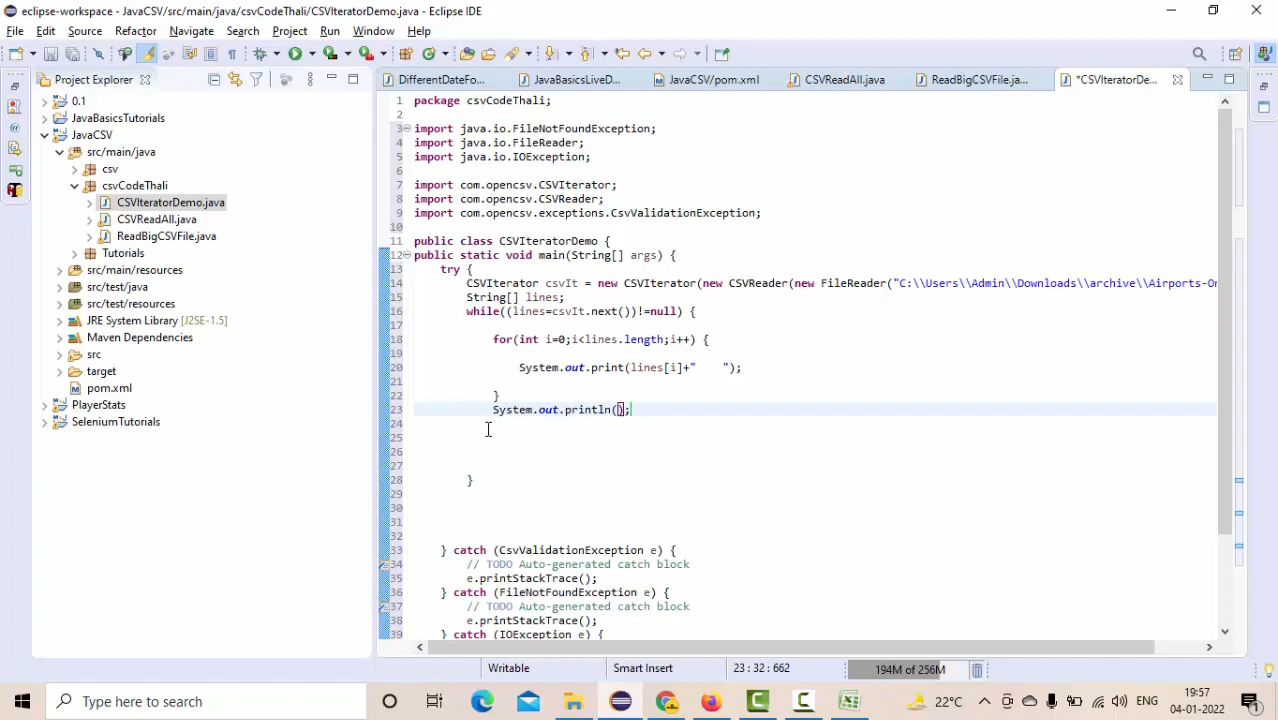 eclipse-workspace - JavaCSV/src/main/java/csvCodeThali/CSVIteratorDemo.java - Eclipse IDE
File Edit Source Refactor Navigate Search Project Run Window Help
Project Explorer
DifferentDateFo...
JavaBasicsLiveD...
JavaCSV/pom.xml
CSVReadAll.java
ReadBigCSVFile.ja...
*CSVIteratorDe...
0.1
JavaBasicsTutorials
JavaCSV
src/main/java
csv
csvCodeThali
CSVIteratorDemo.java
CSVReadAll.java
ReadBigCSVFile.java
Tutorials
src/main/resources
src/test/java
src/test/resources
JRE System Library [J2SE-1.5]
Maven Dependencies
src
target
pom.xml
PlayerStats
SeleniumTutorials
1 package csvCodeThali;
2
3 import java.io.FileNotFoundException;
4 import java.io.FileReader;
5 import java.io.IOException;
6
7 import com.opencsv.CSVIterator;
8 import com.opencsv.CSVReader;
9 import com.opencsv.exceptions.CsvValidationException;
10
11 public class CSVIteratorDemo {
12 public static void main(String[] args) {
13 try {
14 CSVIterator csvIt = new CSVIterator(new CSVReader(new FileReader("C:\\Users\\Admin\\Downloads\\archive\\Airports-On
15 String[] lines;
16 while((lines=csvIt.next())!=null) {
17
18 for(int i=0;i<lines.length;i++) {
19
20 System.out.print(lines[i]+"    ");
21
22 }
23 System.out.println();
24
25
26
27
28 }
29
30
31
32
33 } catch (CsvValidationException e) {
34 // TODO Auto-generated catch block
35 e.printStackTrace();
36 } catch (FileNotFoundException e) {
37 // TODO Auto-generated catch block
38 e.printStackTrace();
39 } catch (IOException e) {
Writable
Smart Insert
23 : 32 : 662
194M of 256M
Type here to search
22°C
ENG
19:57
04-01-2022
1